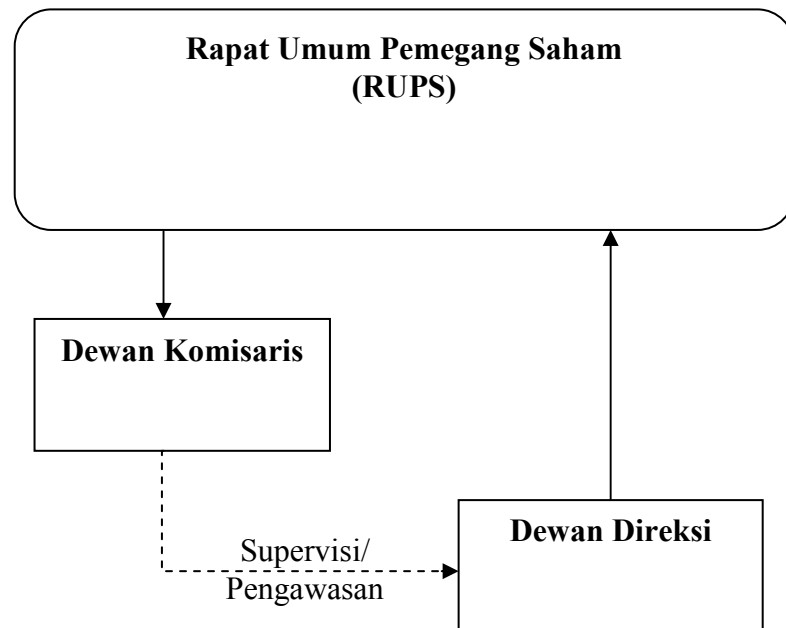 Rapat Umum Pemegang Saham
(RUPS)
Dewan Komisaris
Dewan Direksi
Supervisi/
Pengawasan